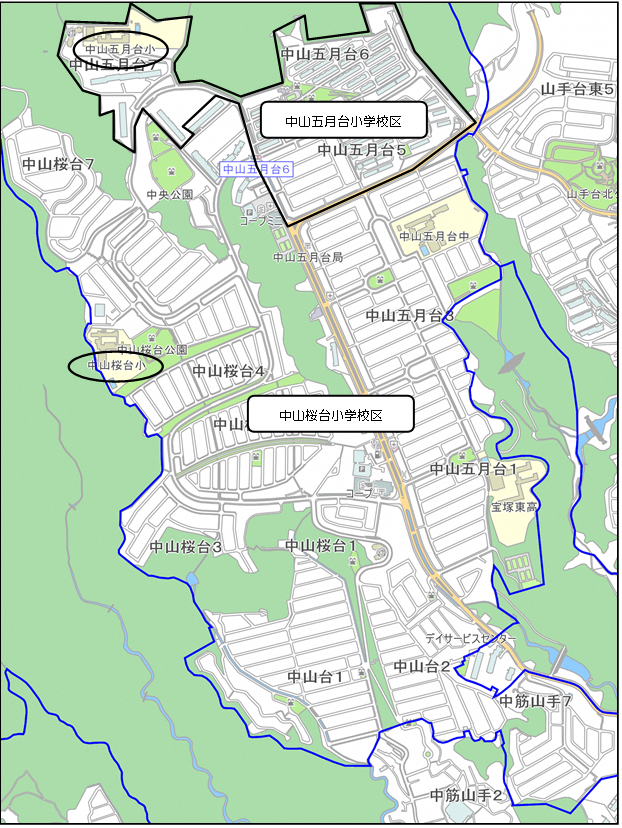 中山五月台小
中山五月台7
中山五月台6
中山五月台小学校区
山手台東5
中山五月台5
中山桜台7
中山五月台6
山手台北
中央公園
コープミニ
中山五月台中
中山五月台局
中山五月台3
中山桜台公園
中山桜台小
中山桜台4
中山桜台小学校区
中山
中山五月台1
コープ
宝塚東高
中山桜台3
中山桜台1
デイサービスセンター
中山台1
中山台2
中筋山手7
中筋山手2